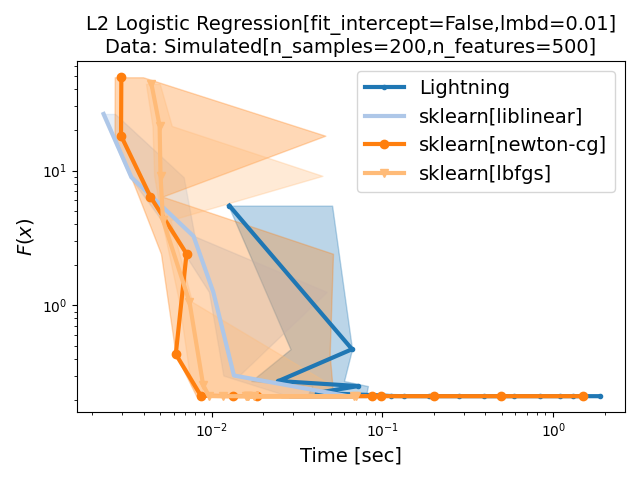 L2 Logistic Regression[fit_intercept=False,lmbd=0.01]
Data: Simulated[n_samples=200,n_features=500]
Lightning
sklearn[liblinear]
sklearn[newton-cg]
sklearn[lbfgs]
F(x)
10¹
10⁰
10⁻²
10⁻¹
10⁰
Time [sec]